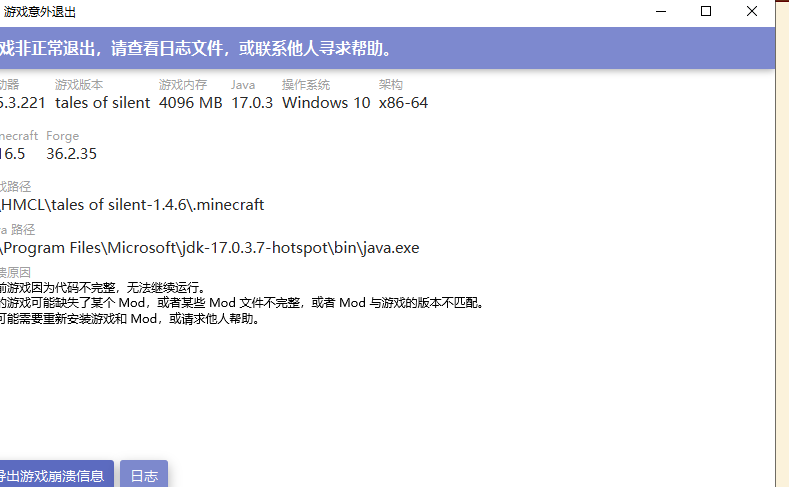 游戏意外退出
戏非正常退出，请查看日志文件，或联系他人寻求帮助。
动器 游戏版本 游戏内存 Java 操作系统 架构
5.3.221 tales of silent 4096 MB 17.0.3 Windows 10 x86-64
necraft Forge
16.5 36.2.35
戏路径
\HMCL\tales of silent-1.4.6\.minecraft
va 路径
\Program Files\Microsoft\jdk-17.0.3.7-hotspot\bin\java.exe
溃原因
前游戏因为代码不完整，无法继续运行。
的游戏可能缺失了某个 Mod，或者某些 Mod 文件不完整，或者 Mod 与游戏的版本不匹配。
可能需要重新安装游戏和 Mod，或请求他人帮助。
导出游戏崩溃信息 日志